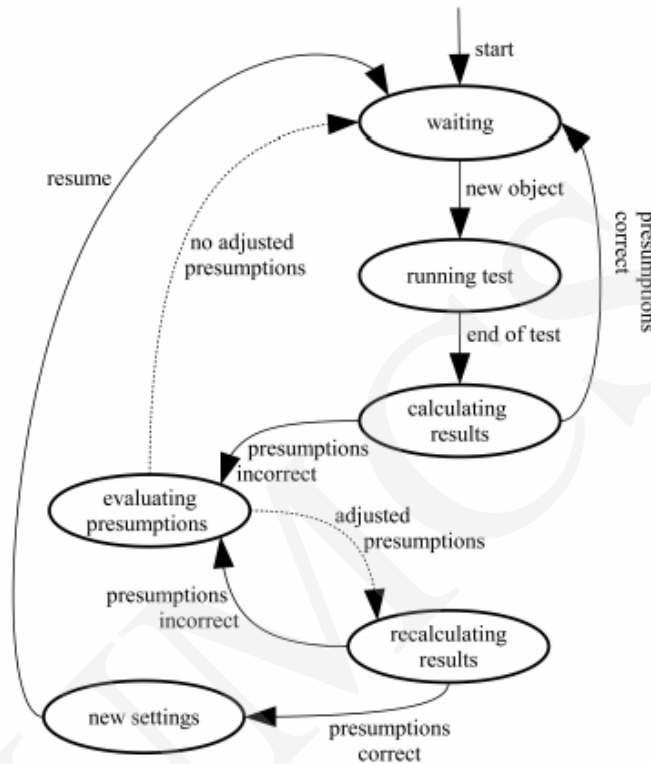 start
waiting
resume
new object
no adjusted
presumptions
presumptions
correct
running test
end of test
calculating
results
presumptions
incorrect
evaluating
presumptions
adjusted
presumptions
presumptions
incorrect
recalculating
results
new settings
presumptions
correct
UMCS